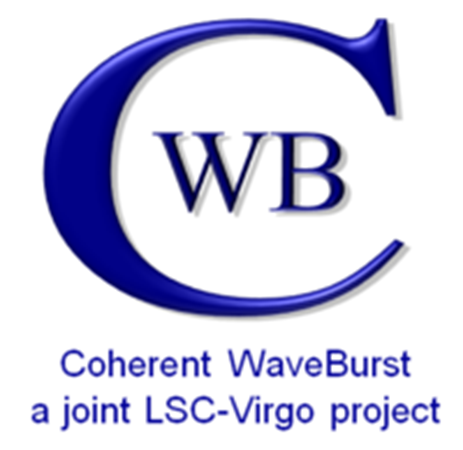 CWB
Coherent WaveBurst
a joint LSC-Virgo project